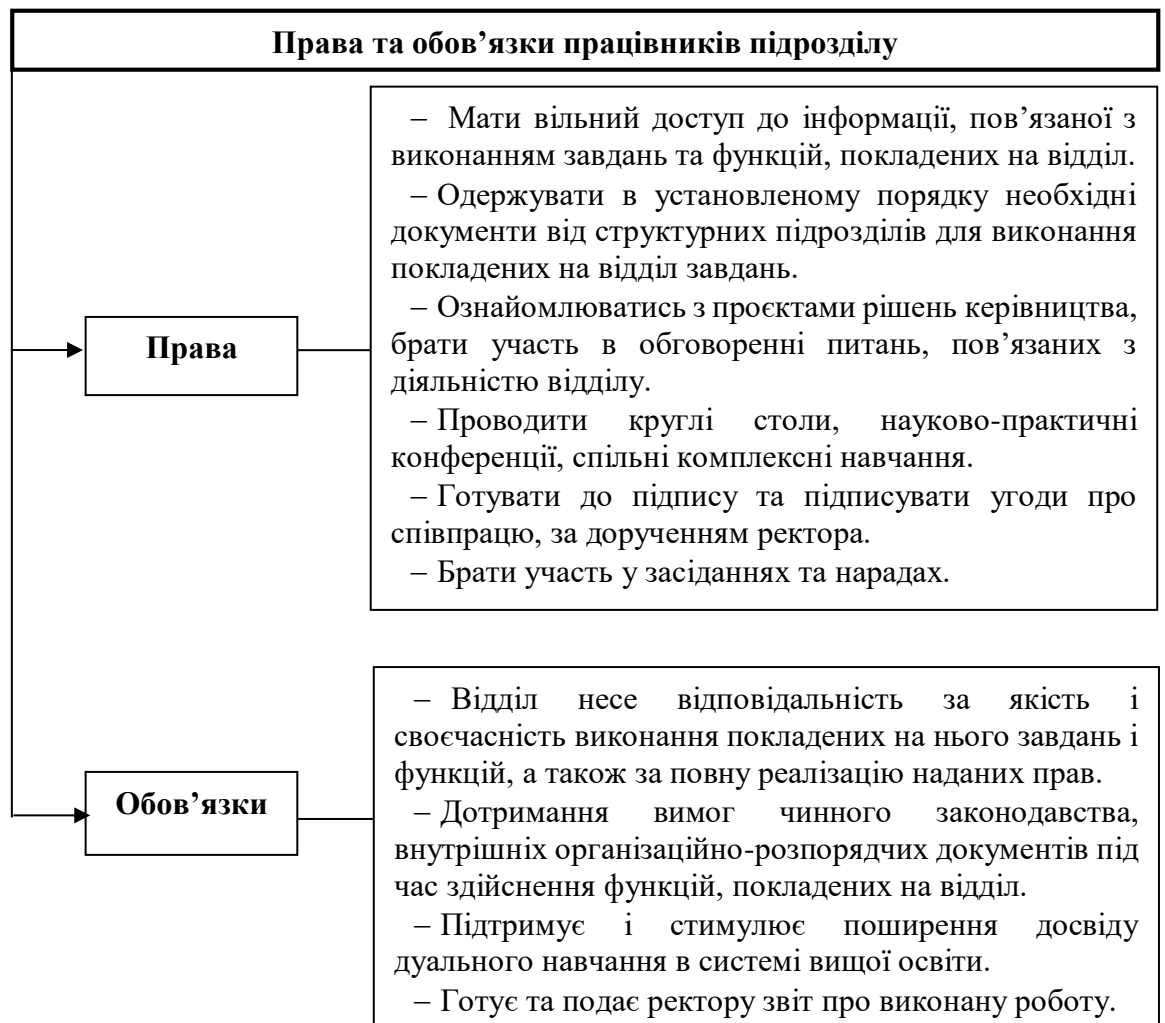 Права та обов’язки працівників підрозділу
Права
– Мати вільний доступ до інформації, пов’язаної з
виконанням завдань та функцій, покладених на відділ.
– Одержувати в установленому порядку необхідні
документи від структурних підрозділів для виконання
покладених на відділ завдань.
– Ознайомлюватись з проєктами рішень керівництва,
брати участь в обговоренні питань, пов’язаних з
діяльністю відділу.
– Проводити круглі столи, науково-практичні
конференції, спільні комплексні навчання.
– Готувати до підпису та підписувати угоди про
співпрацю, за дорученням ректора.
– Брати участь у засіданнях та нарадах.
Обов’язки
– Відділ несе відповідальність за якість і
своєчасність виконання покладених на нього завдань і
функцій, а також за повну реалізацію наданих прав.
– Дотримання вимог чинного законодавства,
внутрішніх організаційно-розпорядчих документів під
час здійснення функцій, покладених на відділ.
– Підтримує і стимулює поширення досвіду
дуального навчання в системі вищої освіти.
– Готує та подає ректору звіт про виконану роботу.